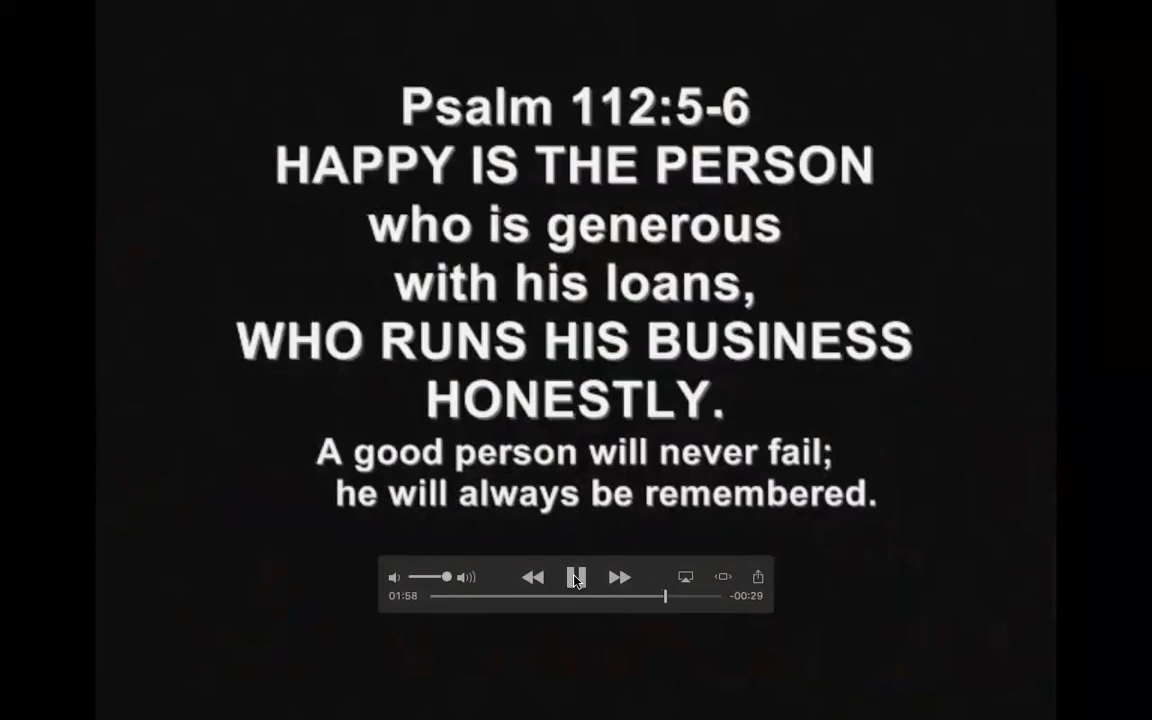 Psalm 112:5-6
HAPPY IS THE PERSON
who is generous
with his loans,
WHO RUNS HIS BUSINESS
HONESTLY.
A good person will never fail;
he will always be remembered.
01:58
-00:29